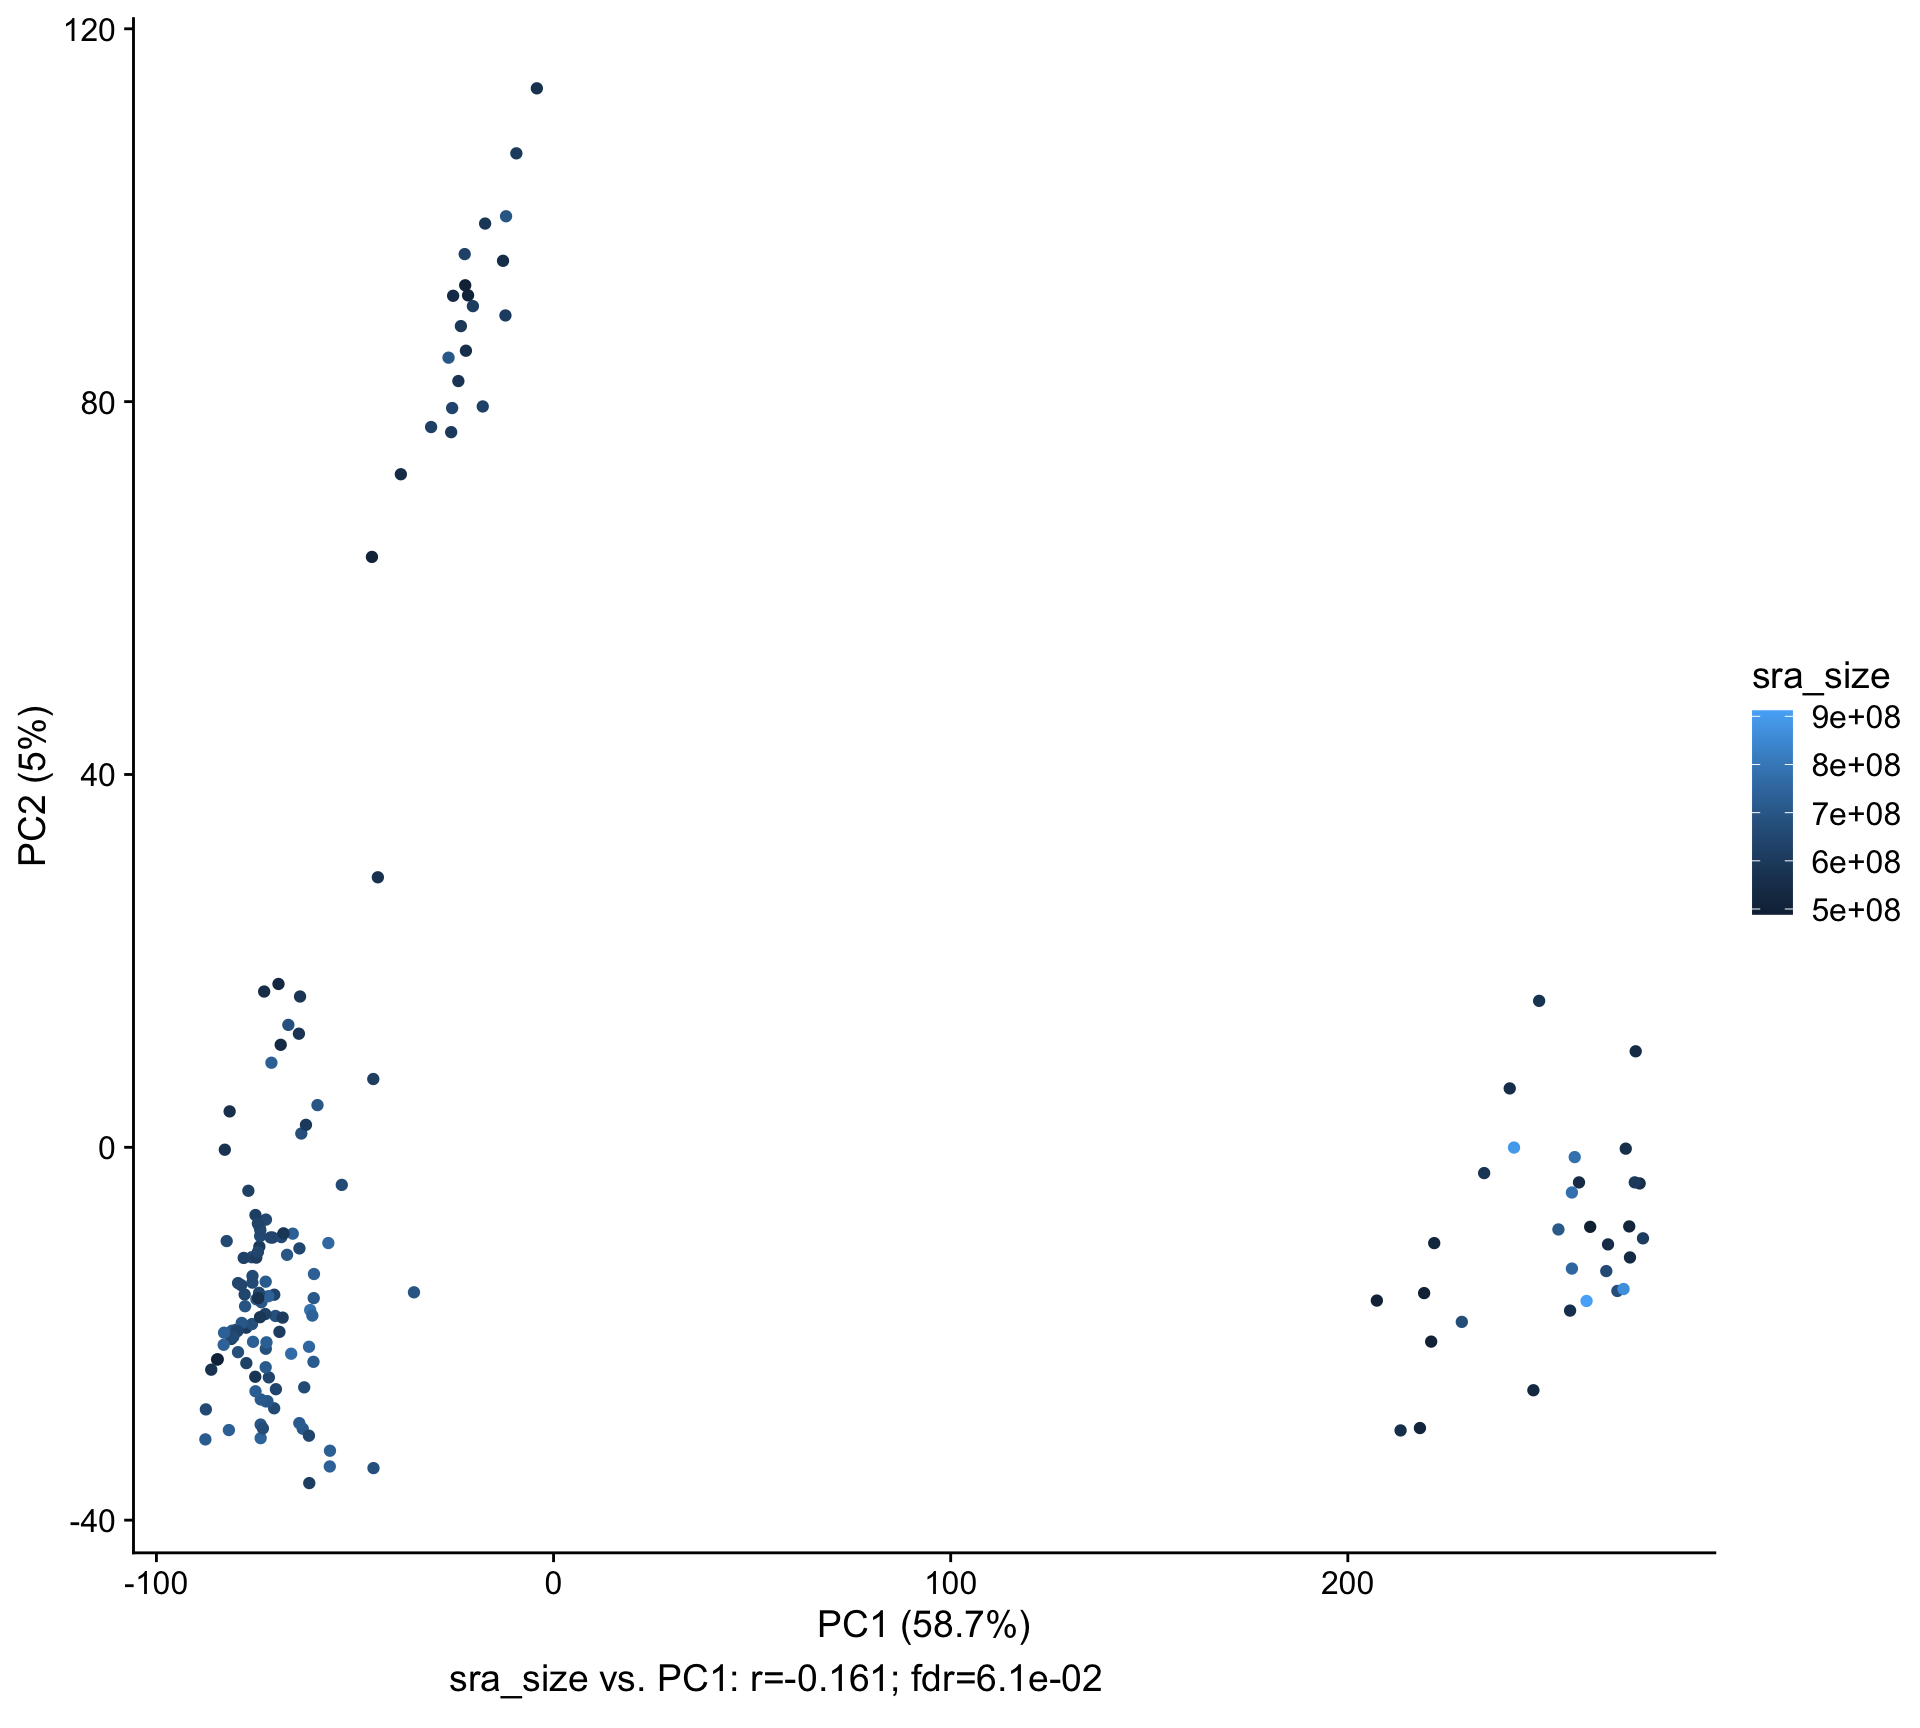 120
80
40
0
-40
PC2 (5%)
-100
0
100
200
PC1 (58.7%)
sra_size vs. PC1: r=-0.161; fdr=6.1e-02
sra_size
9e+08
8e+08
7e+08
6e+08
5e+08